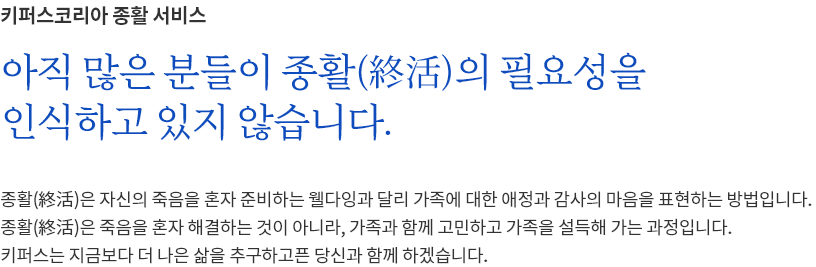 키퍼스코리아 종활 서비스
아직 많은 분들이 종활(終活)의 필요성을
인식하고 있지 않습니다.
종활(終活)은 자신의 죽음을 혼자 준비하는 웰다잉과 달리 가족에 대한 애정과 감사의 마음을 표현하는 방법입니다.
종활(終活)은 죽음을 혼자 해결하는 것이 아니라, 가족과 함께 고민하고 가족을 설득해 가는 과정입니다.
키퍼스는 지금보다 더 나은 삶을 추구하고픈 당신과 함께 하겠습니다.